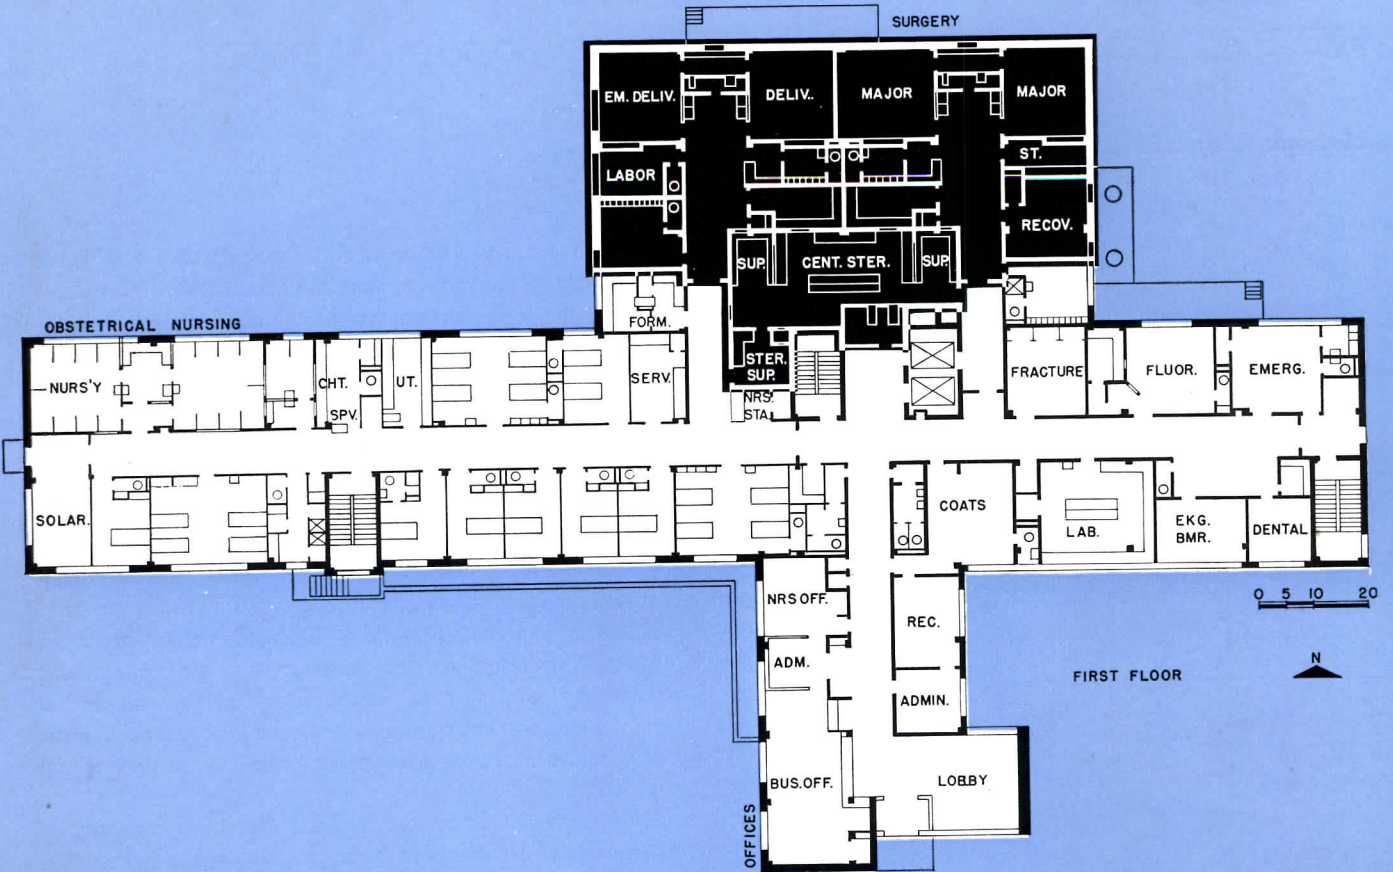 SURGERY
EM. DELIV.
DELIV..
MAJOR
MAJOR
ST.
LABOR
RECOV.
SUP.
CENT. STER.
SUP.
FORM.
OBSTETRICAL NURSING
NURS'Y
CHT.
SPV.
UT.
SERV.
STER.
SUP.
NRS.
STA.
FRACTURE
FLUOR.
EMERG.
SOLAR.
COATS
LAB.
EKG.
BMR.
DENTAL
0 5 10 20
NRS OFF.
REC.
ADM.
ADMIN.
FIRST FLOOR
N
BUS. OFF.
LOBBY
OFFICES